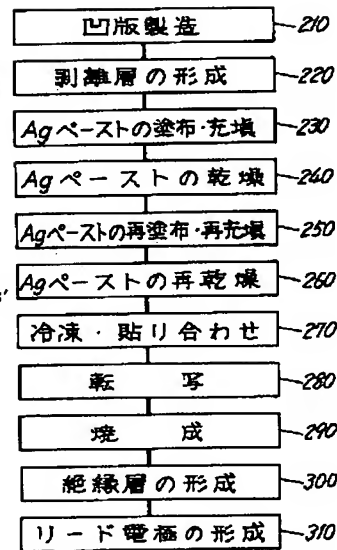 凹版製造 210
剥離層の形成 220
Agペーストの塗布・充填 230
Agペーストの乾燥 240
Agペーストの再塗布・再充填 250
Agペーストの再乾燥 260
冷凍・貼り合わせ 270
転写 280
焼成 290
絶縁層の形成 300
リード電極の形成 310